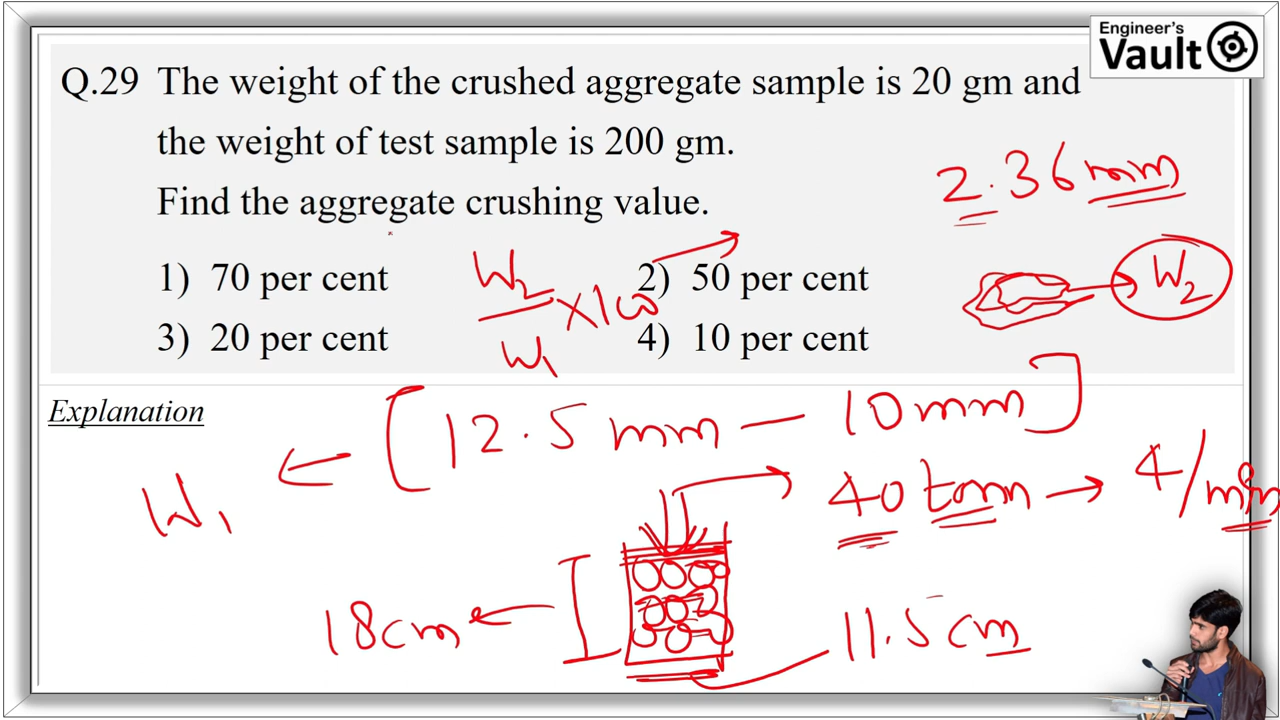 Engineer's
Vault
Q.29 The weight of the crushed aggregate sample is 20 gm and
the weight of test sample is 200 gm.
Find the aggregate crushing value.
2.36 mm
1) 70 per cent
2) 50 per cent
3) 20 per cent
4) 10 per cent
W2
W1
×100
W2
Explanation
[12.5 mm — 10mm]
W1
40 tonn → 4/min
18cm
11.5cm